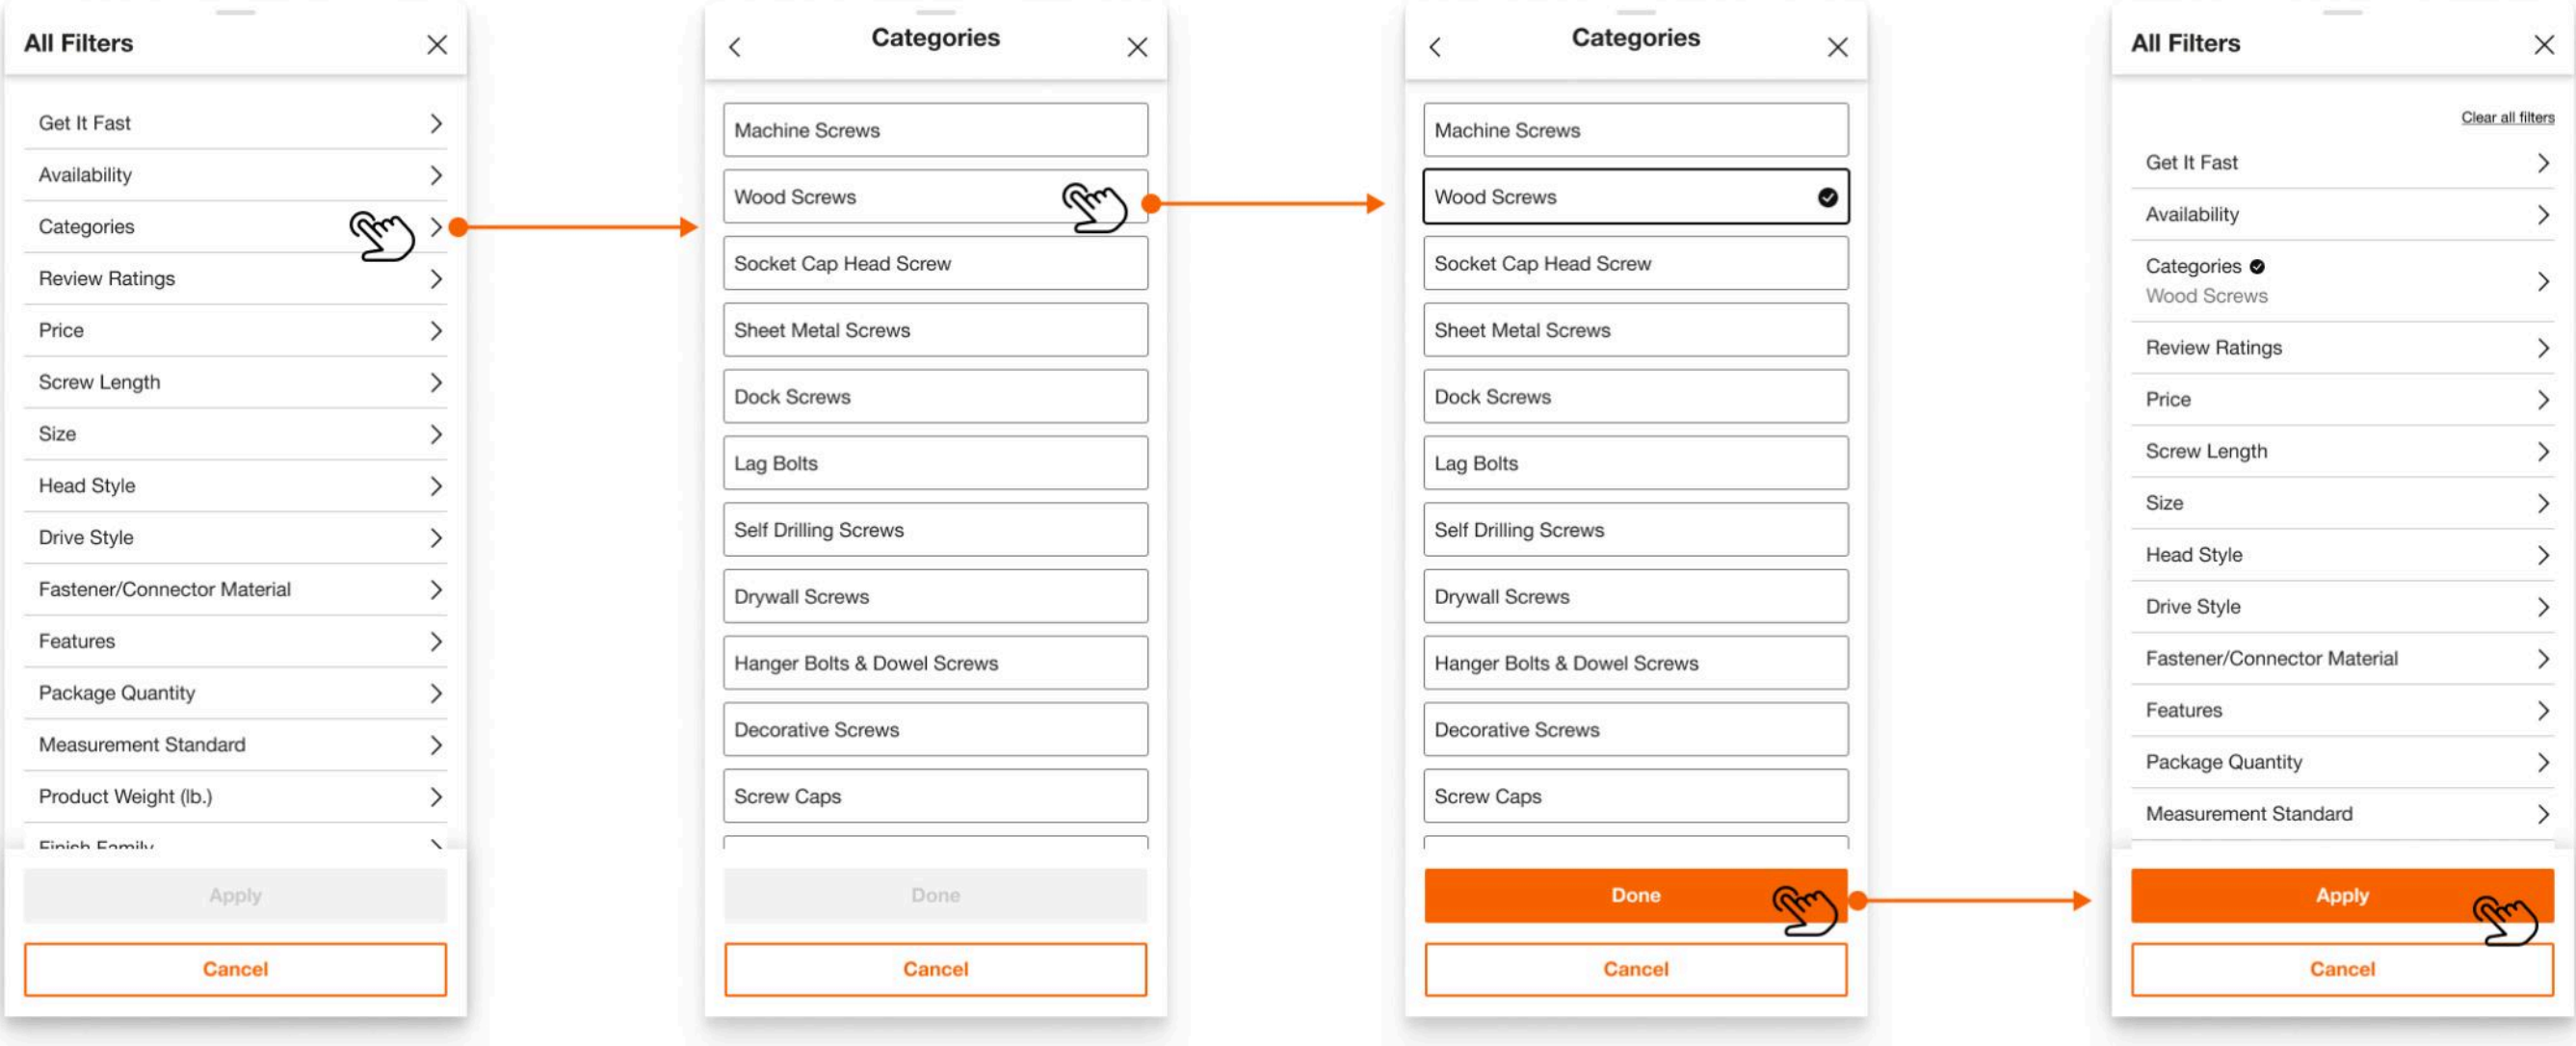 All Filters
Get It Fast
Availability
Categories
Review Ratings
Price
Screw Length
Size
Head Style
Drive Style
Fastener/Connector Material
Features
Package Quantity
Measurement Standard
Product Weight (lb.)
Finish Family
Apply
Cancel
Categories
Machine Screws
Wood Screws
Socket Cap Head Screw
Sheet Metal Screws
Dock Screws
Lag Bolts
Self Drilling Screws
Drywall Screws
Hanger Bolts & Dowel Screws
Decorative Screws
Screw Caps
Done
Cancel
Categories
Machine Screws
Wood Screws
Socket Cap Head Screw
Sheet Metal Screws
Dock Screws
Lag Bolts
Self Drilling Screws
Drywall Screws
Hanger Bolts & Dowel Screws
Decorative Screws
Screw Caps
Done
Cancel
All Filters
Clear all filters
Get It Fast
Availability
Categories
Wood Screws
Review Ratings
Price
Screw Length
Size
Head Style
Drive Style
Fastener/Connector Material
Features
Package Quantity
Measurement Standard
Apply
Cancel